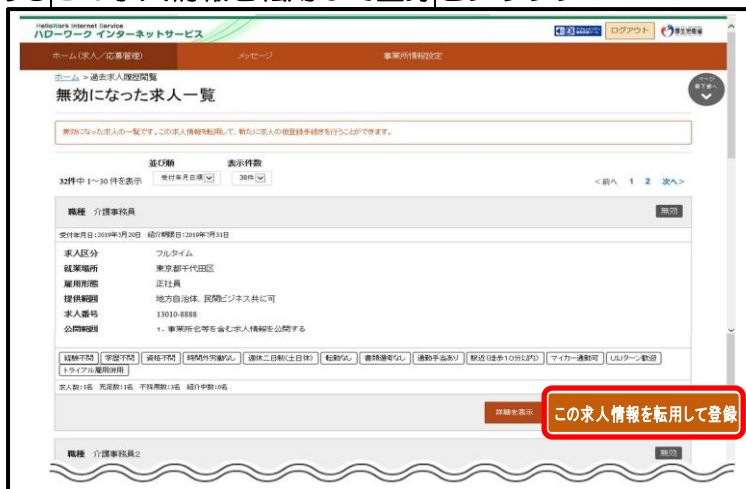 HelloWork Internet Service
ハローワーク インターネットサービス
ログアウト
厚生労働省
ホーム(求人/応募管理)
メッセージ
事業所情報設定
ホーム > 過去求人履歴閲覧
無効になった求人一覧
ページ
最下部へ
無効になった求人の一覧です。この求人情報を転用して、新たに求人の仮登録手続きを行うことができます。
並び順 表示件数
32件中 1~30 件を表示 受付年月日順 30件
<前へ 1 2 次へ>
職種 介護事務員 無効
受付年月日:2019年5月20日 紹介期限日:2019年7月31日
求人区分 フルタイム
就業場所 東京都千代田区
雇用形態 正社員
提供範囲 地方自治体、民間ビジネス共に可
求人番号 13010-8888
公開範囲 1. 事業所名等を含む求人情報を公開する
経験不問 学歴不問 資格不問 時間外労働なし 週休二日制(土日休) 転勤なし 書類選考なし 通勤手当あり 駅近(徒歩10分以内) マイカー通勤可 UIJターン歓迎
トライアル雇用併用
求人数:1名 充足数:1名 不採用数:3名 紹介中数:0名
詳細を表示
この求人情報を転用して登録
職種 介護事務員2 無効